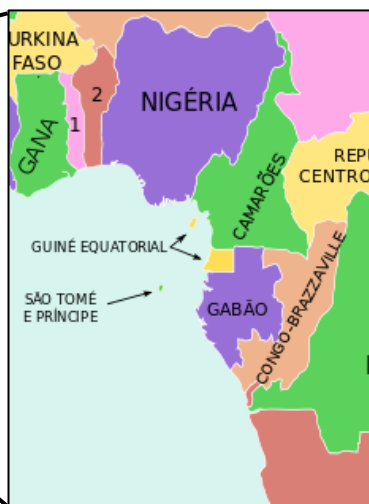 URKINA
FASO
NIGÉRIA
2
1
GANA
REPU
CENTRO
CAMARÕES
GUINÉ EQUATORIAL
SÃO TOMÉ
E PRÍNCIPE
GABÃO
CONGO-BRAZZAVILLE